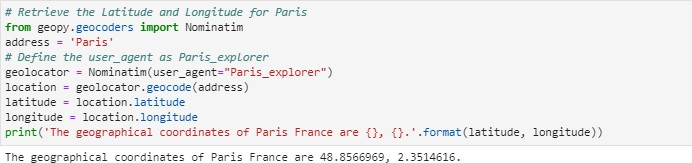 # Retrieve the Latitude and Longitude for Paris
from geopy.geocoders import Nominatim
address = 'Paris'
# Define the user_agent as Paris_explorer
geolocator = Nominatim(user_agent="Paris_explorer")
location = geolocator.geocode(address)
latitude = location.latitude
longitude = location.longitude
print('The geographical coordinates of Paris France are {}, {}.'.format(latitude, longitude))
The geographical coordinates of Paris France are 48.8566969, 2.3514616.